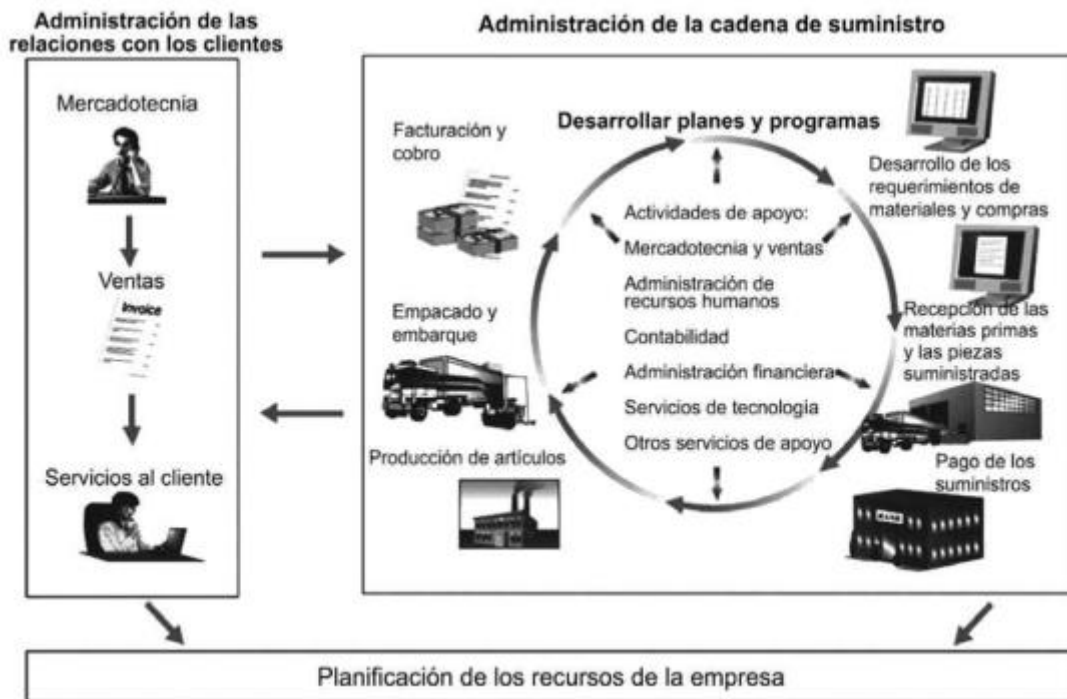 Administración de las
relaciones con los clientes
Mercadotecnia
Ventas
Invoice
Servicios al cliente
Administración de la cadena de suministro
Desarrollar planes y programas
Facturación y
cobro
Desarrollo de los
requerimientos de
materiales y compras
Actividades de apoyo:
Mercadotecnia y ventas
Administración de
recursos humanos
Contabilidad
Administración financiera
Servicios de tecnología
Otros servicios de apoyo
Recepción de las
materias primas
y las piezas
suministradas
Pago de los
suministros
BANK
Producción de artículos
Empacado y
embarque
Planificación de los recursos de la empresa